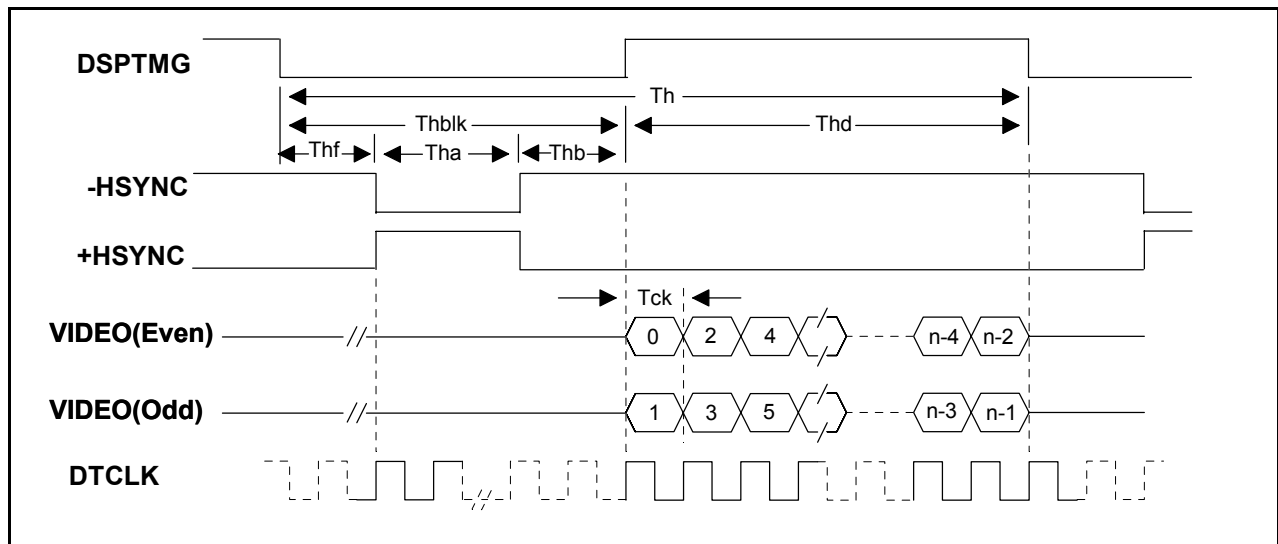 DSPTMG
Th
Thblk Thd
Thf Tha Thb
-HSYNC
+HSYNC
Tck
VIDEO(Even) 0 2 4 n-4 n-2
VIDEO(Odd) 1 3 5 n-3 n-1
DTCLK